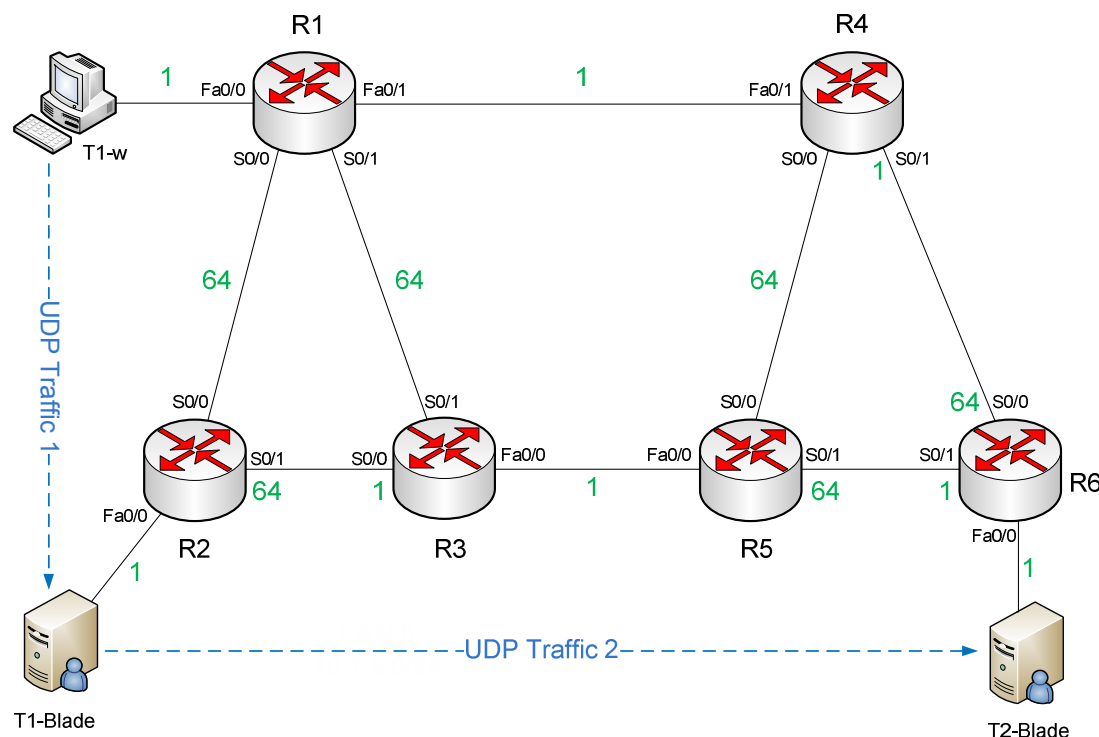 R1
R4
1
Fa0/0
Fa0/1
1
Fa0/1
T1-w
S0/0
S0/1
S0/0
S0/1
1
64
64
64
UDP Traffic 1
S0/0
S0/1
S0/0
64
S0/0
S0/1
S0/0
Fa0/0
Fa0/0
S0/1
S0/1
64
1
1
64
1
R6
Fa0/0
R2
R3
R5
Fa0/0
1
1
UDP Traffic 2
T1-Blade
T2-Blade